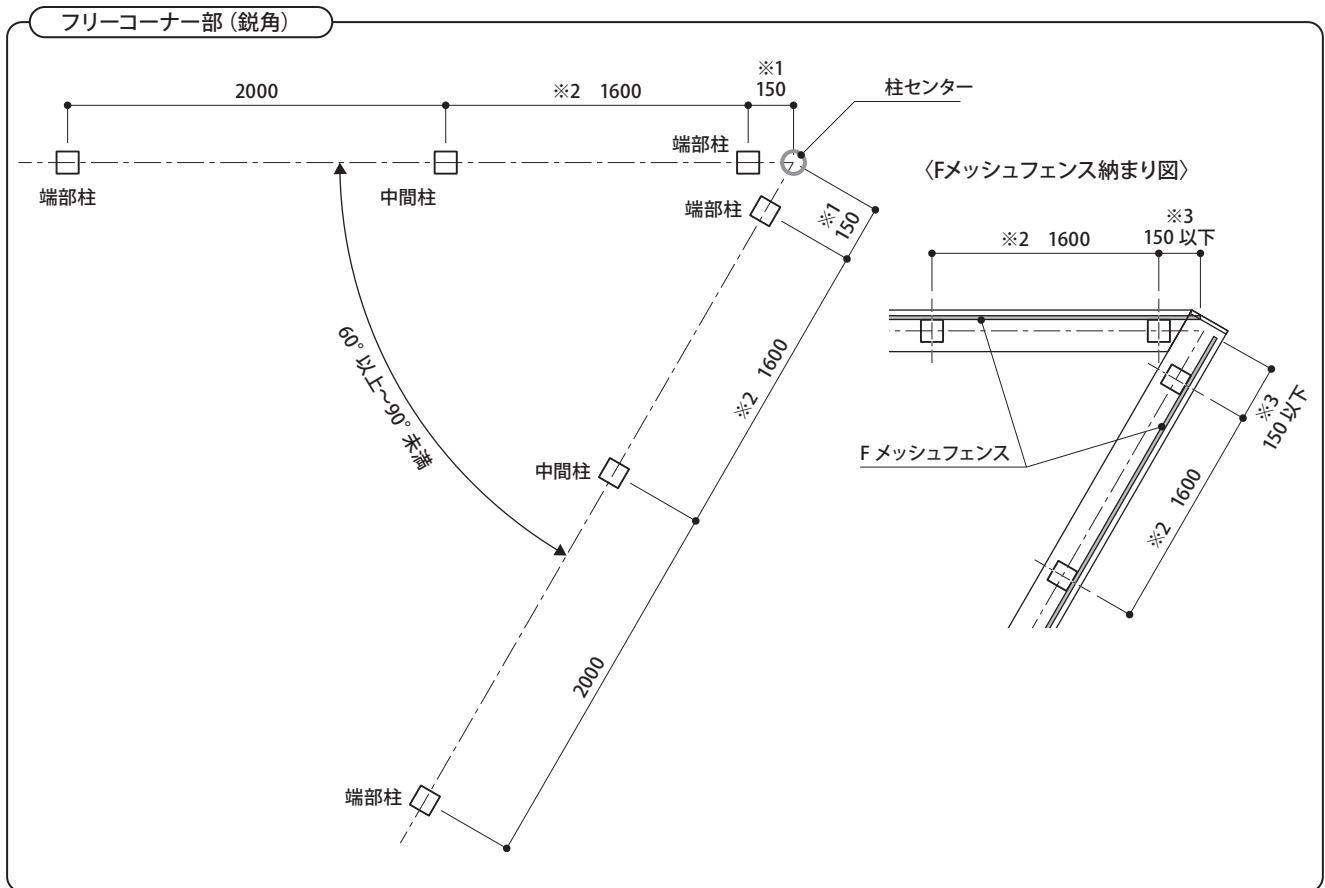 フリーコーナー部（鋭角）
2000
※2 1600
※1
150
柱センター
端部柱
端部柱
中間柱
端部柱
※1
150
〈Fメッシュフェンス納まり図〉
※2 1600
※3
150 以下
60° 以上～90° 未満
※2 1600
中間柱
F メッシュフェンス
※3
150 以下
※2 1600
2000
端部柱